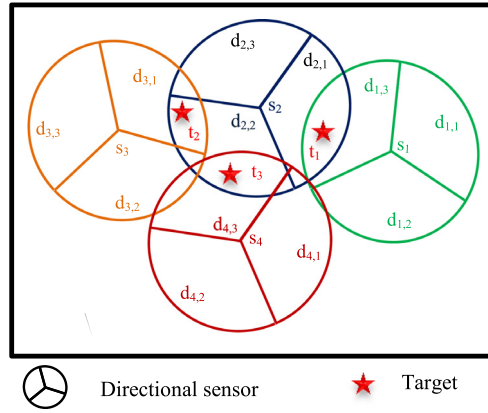 d2,3
d2,1
d3,1
d1,3
s2
d3,3
d1,1
d2,2
t2
s3
t1
s1
t3
d3,2
d1,2
d4,3
s4
d4,1
d4,2
Directional sensor
Target